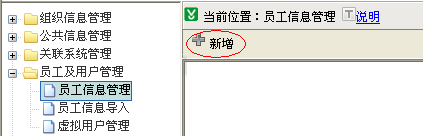 组织信息管理
公共信息管理
关联系统管理
员工及用户管理
员工信息管理
员工信息导入
虚拟用户管理
当前位置：员工信息管理 T说明
新增